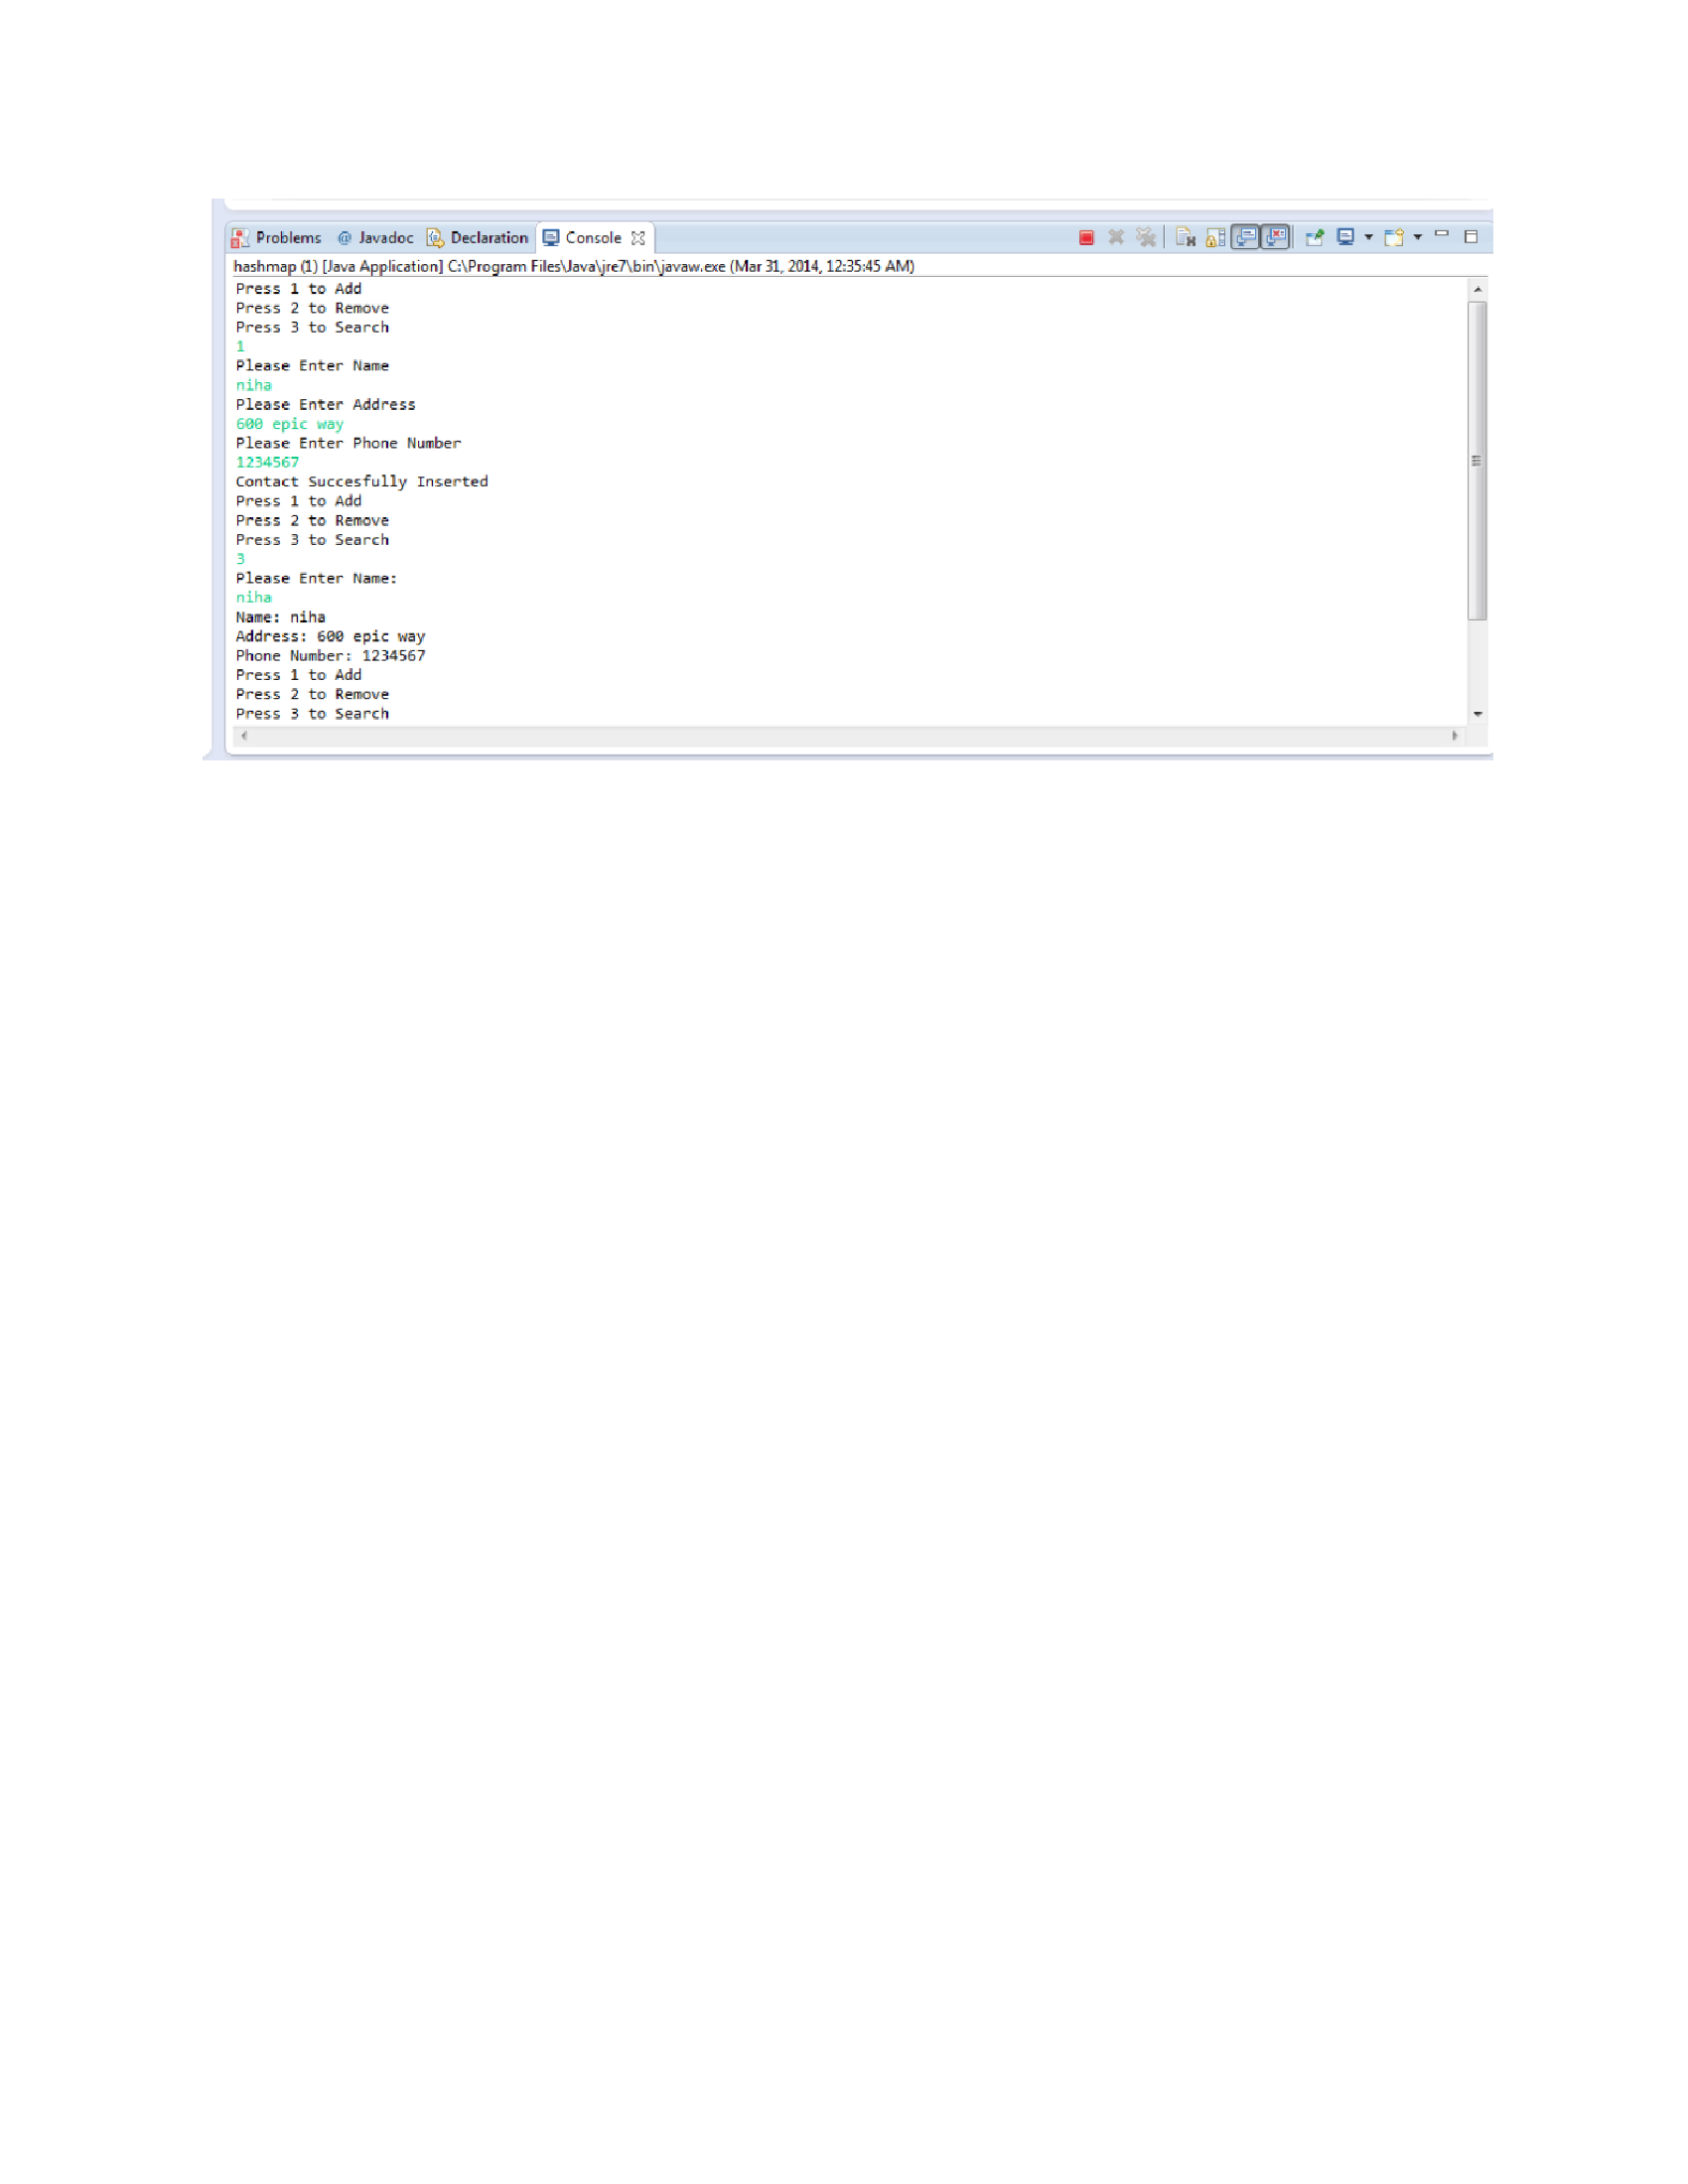 Problems @ Javadoc Declaration Console
hashmap (1) [Java Application] C:\Program Files\Java\jre7\bin\javaw.exe (Mar 31, 2014, 12:35:45 AM)
Press 1 to Add
Press 2 to Remove
Press 3 to Search
1
Please Enter Name
niha
Please Enter Address
600 epic way
Please Enter Phone Number
1234567
Contact Succesfully Inserted
Press 1 to Add
Press 2 to Remove
Press 3 to Search
3
Please Enter Name:
niha
Name: niha
Address: 600 epic way
Phone Number: 1234567
Press 1 to Add
Press 2 to Remove
Press 3 to Search